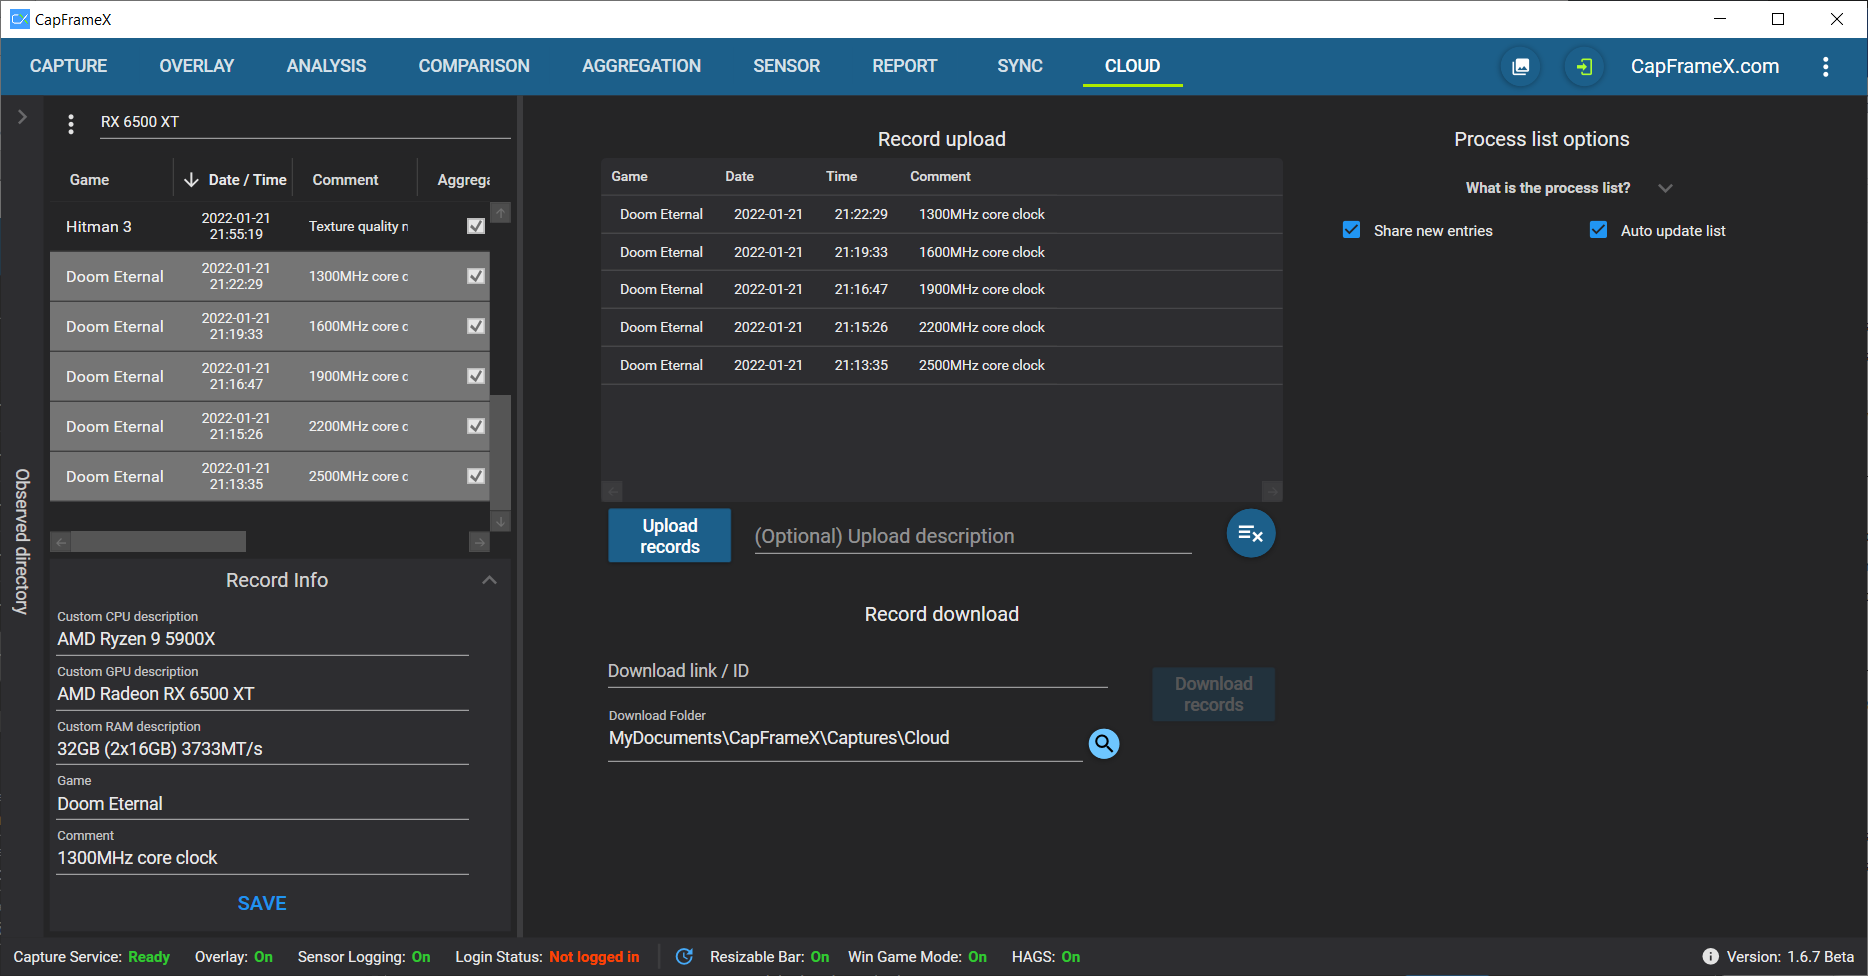 CapFrameX
CAPTURE OVERLAY ANALYSIS COMPARISON AGGREGATION SENSOR REPORT SYNC CLOUD CapFrameX.com
Observed directory
RX 6500 XT
Game Date / Time Comment Aggrega
Hitman 3 2022-01-21 21:55:19 Texture quality n
Doom Eternal 2022-01-21 21:22:29 1300MHz core c
Doom Eternal 2022-01-21 21:19:33 1600MHz core c
Doom Eternal 2022-01-21 21:16:47 1900MHz core c
Doom Eternal 2022-01-21 21:15:26 2200MHz core c
Doom Eternal 2022-01-21 21:13:35 2500MHz core c
Record Info
Custom CPU description
AMD Ryzen 9 5900X
Custom GPU description
AMD Radeon RX 6500 XT
Custom RAM description
32GB (2x16GB) 3733MT/s
Game
Doom Eternal
Comment
1300MHz core clock
SAVE
Record upload
Game Date Time Comment
Doom Eternal 2022-01-21 21:22:29 1300MHz core clock
Doom Eternal 2022-01-21 21:19:33 1600MHz core clock
Doom Eternal 2022-01-21 21:16:47 1900MHz core clock
Doom Eternal 2022-01-21 21:15:26 2200MHz core clock
Doom Eternal 2022-01-21 21:13:35 2500MHz core clock
Upload
records
(Optional) Upload description
Record download
Download link / ID
Download
records
Download Folder
MyDocuments\CapFrameX\Captures\Cloud
Process list options
What is the process list?
Share new entries Auto update list
Capture Service: Ready Overlay: On Sensor Logging: On Login Status: Not logged in Resizable Bar: On Win Game Mode: On HAGS: On Version: 1.6.7 Beta